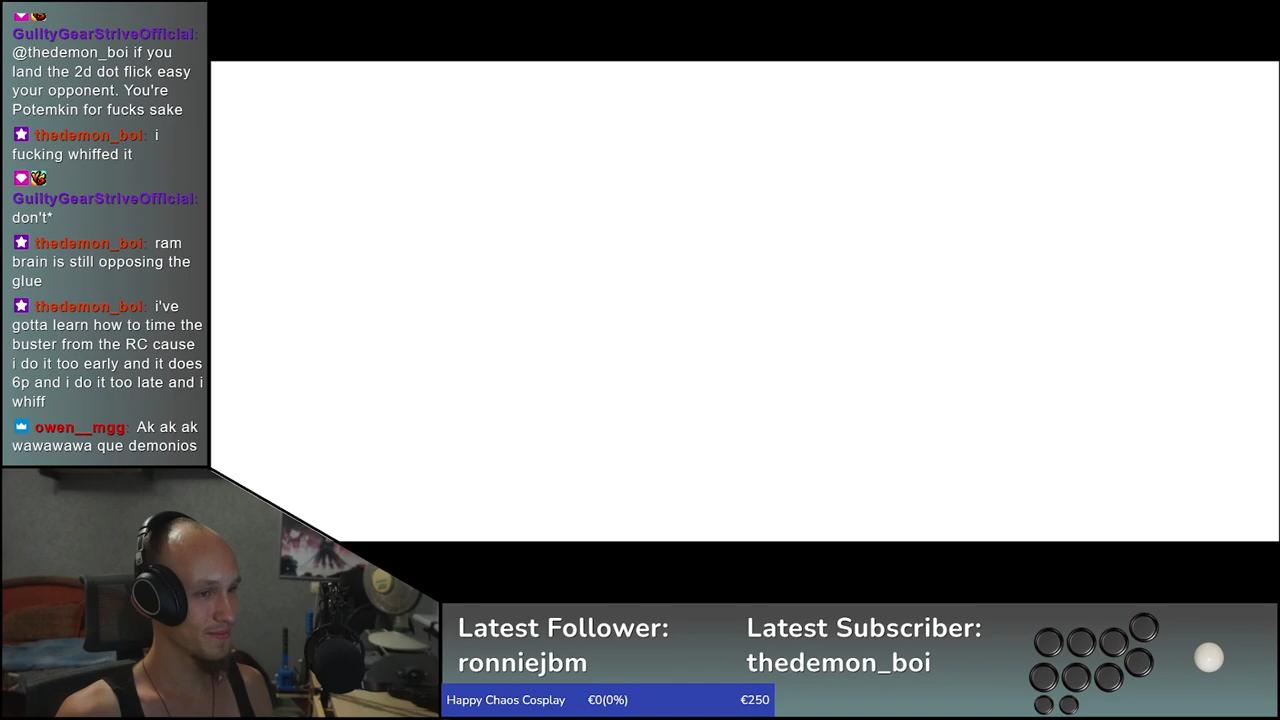 GuiltyGearStriveOfficial:
@thedemon_boi if you
land the 2d dot flick easy
your opponent. You're
Potemkin for fucks sake
thedemon_boi: i
fucking whiffed it
GuiltyGearStriveOfficial:
don't*
thedemon_boi: ram
brain is still opposing the
glue
thedemon_boi: i've
gotta learn how to time the
buster from the RC cause
i do it too early and it does
6p and i do it too late and i
whiff
owen__mgg: Ak ak ak
wawawawa que demonios
Latest Follower:
ronniejbm
Latest Subscriber:
thedemon_boi
Happy Chaos Cosplay €0(0%) €250